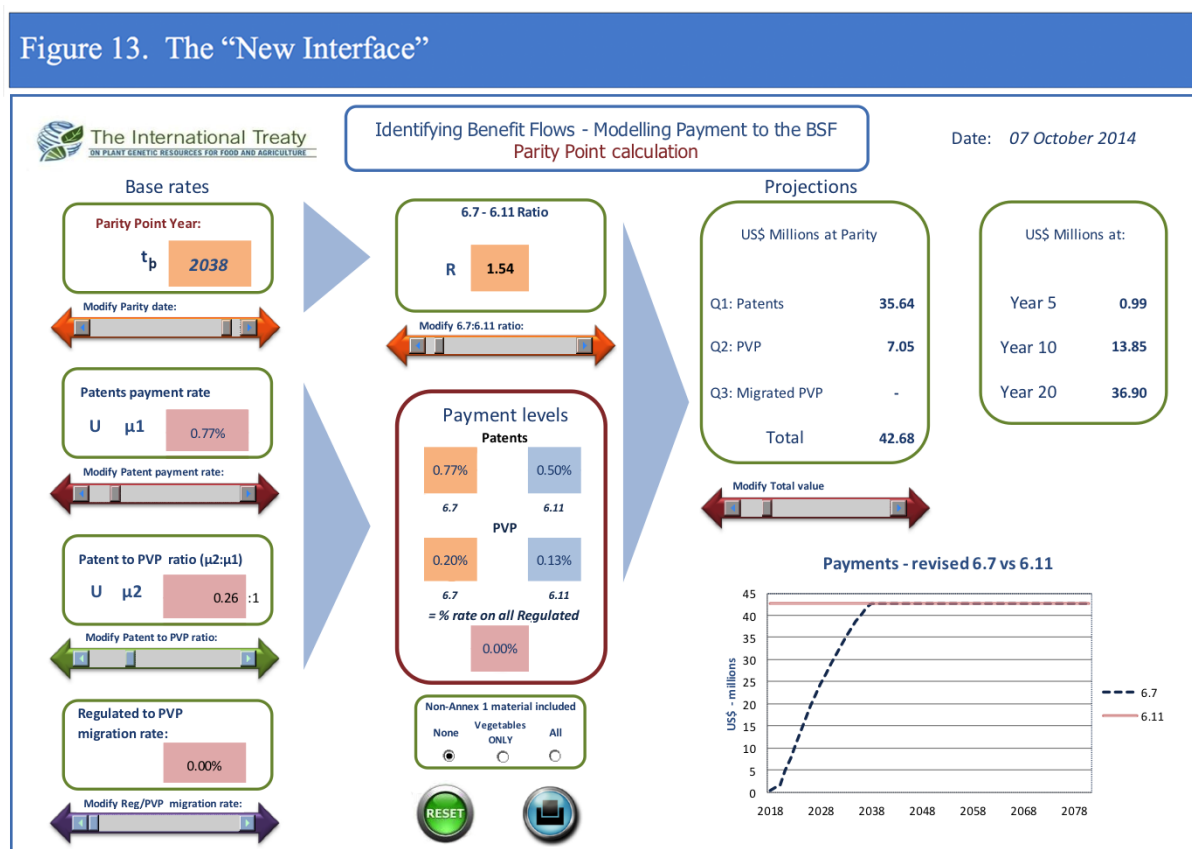 Figure 13.  The “New Interface”
The International Treaty
ON PLANT GENETIC RESOURCES FOR FOOD AND AGRICULTURE
Identifying Benefit Flows - Modelling Payment to the BSF
Parity Point calculation
Date: 07 October 2014
Base rates
Parity Point Year:
tþ 2038
Modify Parity date:
Patents payment rate
U µ1 0.77%
Modify Patent payment rate:
Patent to PVP ratio (µ2:µ1)
U µ2 0.26 :1
Modify Patent to PVP ratio:
Regulated to PVP
migration rate:
0.00%
Modify Reg/PVP migration rate:
6.7 - 6.11 Ratio
R 1.54
Modify 6.7:6.11 ratio:
Payment levels
Patents
0.77% 0.50%
6.7 6.11
PVP
0.20% 0.13%
6.7 6.11
= % rate on all Regulated
0.00%
Non-Annex 1 material included
None Vegetables ONLY All
RESET
Projections
US$ Millions at Parity
Q1: Patents 35.64
Q2: PVP 7.05
Q3: Migrated PVP -
Total 42.68
Modify Total value
US$ Millions at:
Year 5 0.99
Year 10 13.85
Year 20 36.90
Payments - revised 6.7 vs 6.11
US$ - millions
45
40
35
30
25
20
15
10
5
0
2018 2028 2038 2048 2058 2068 2078
6.7
6.11